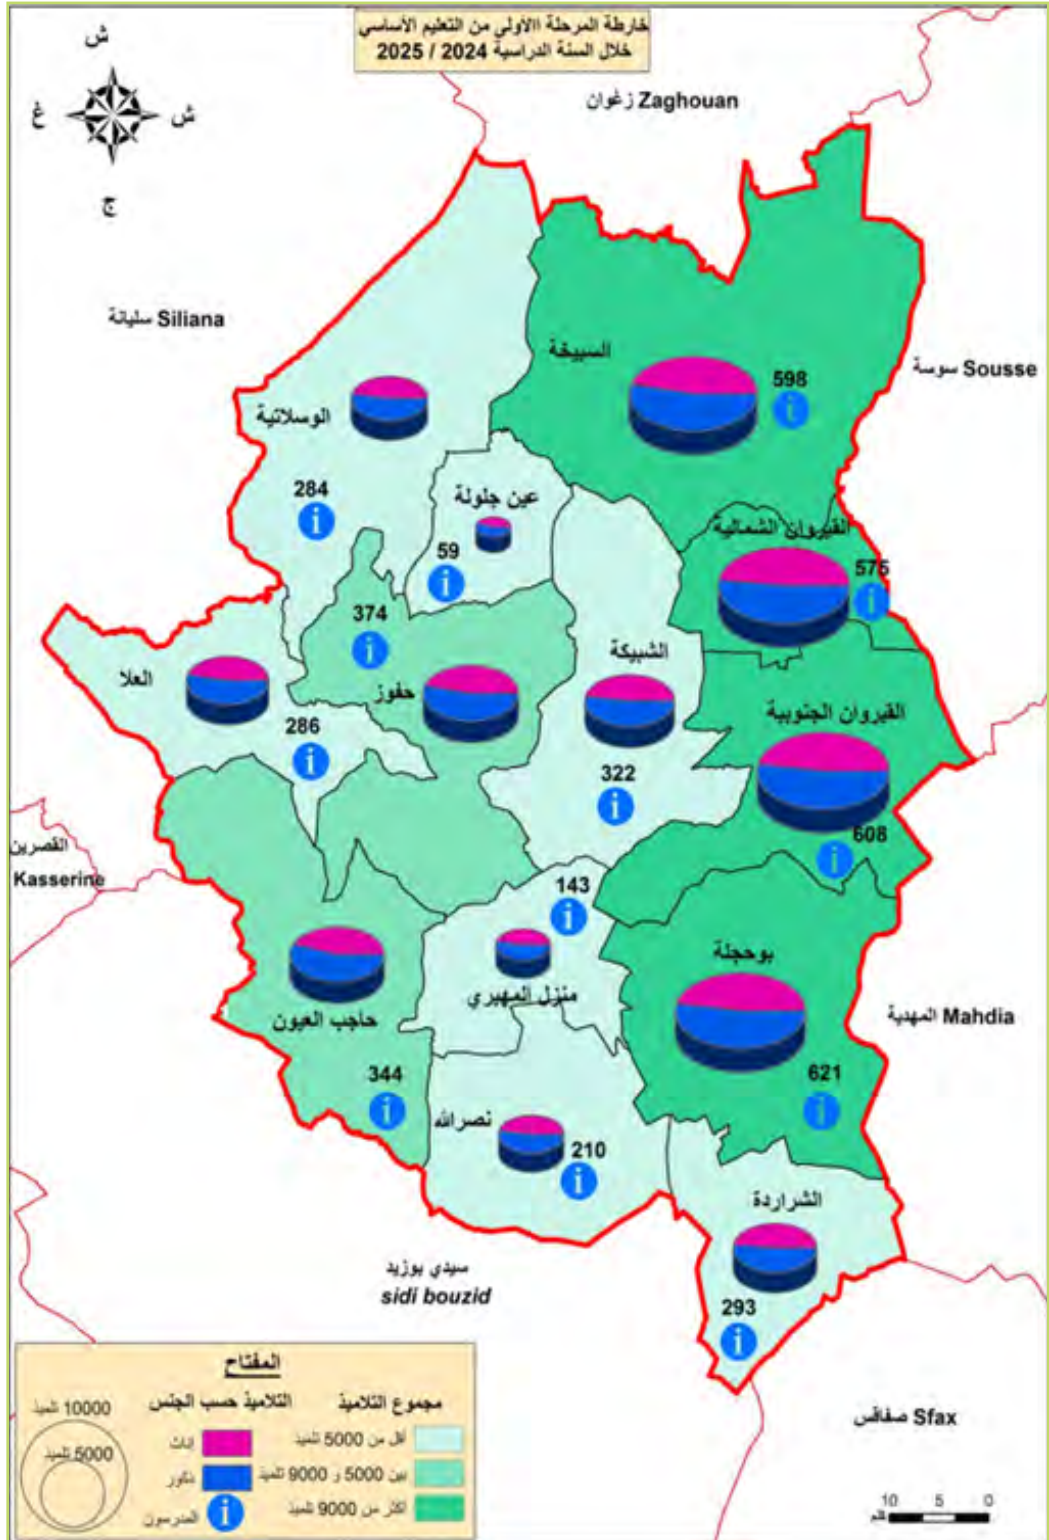 خارطة المرحلة الأولى من التعليم الأساسي
خلال السنة الدراسية 2024 / 2025
ش
غ
ش
ج
زغوان Zaghouan
سليانة Siliana
سوسة Sousse
السبيخة
598
الوسلاتية
284
عين جلولة
59
القيروان الشمالية
575
374
حفوز
الشبيكة
322
العلا
286
القيروان الجنوبية
608
القصرين
Kasserine
143
منزل المهيري
بوحجلة
621
حاجب العيون
344
المهدية Mahdia
نصرالله
210
الشراردة
293
سيدي بوزيد
sidi bouzid
صفاقس Sfax
المفتاح
مجموع التلاميذ
أقل من 5000 تلميذ
بين 5000 و 9000 تلميذ
اكثر من 9000 تلميذ
التلاميذ حسب الجنس
إناث
ذكور
المدرسون
10000 تلميذ
5000 تلميذ
10 5 0
كلم